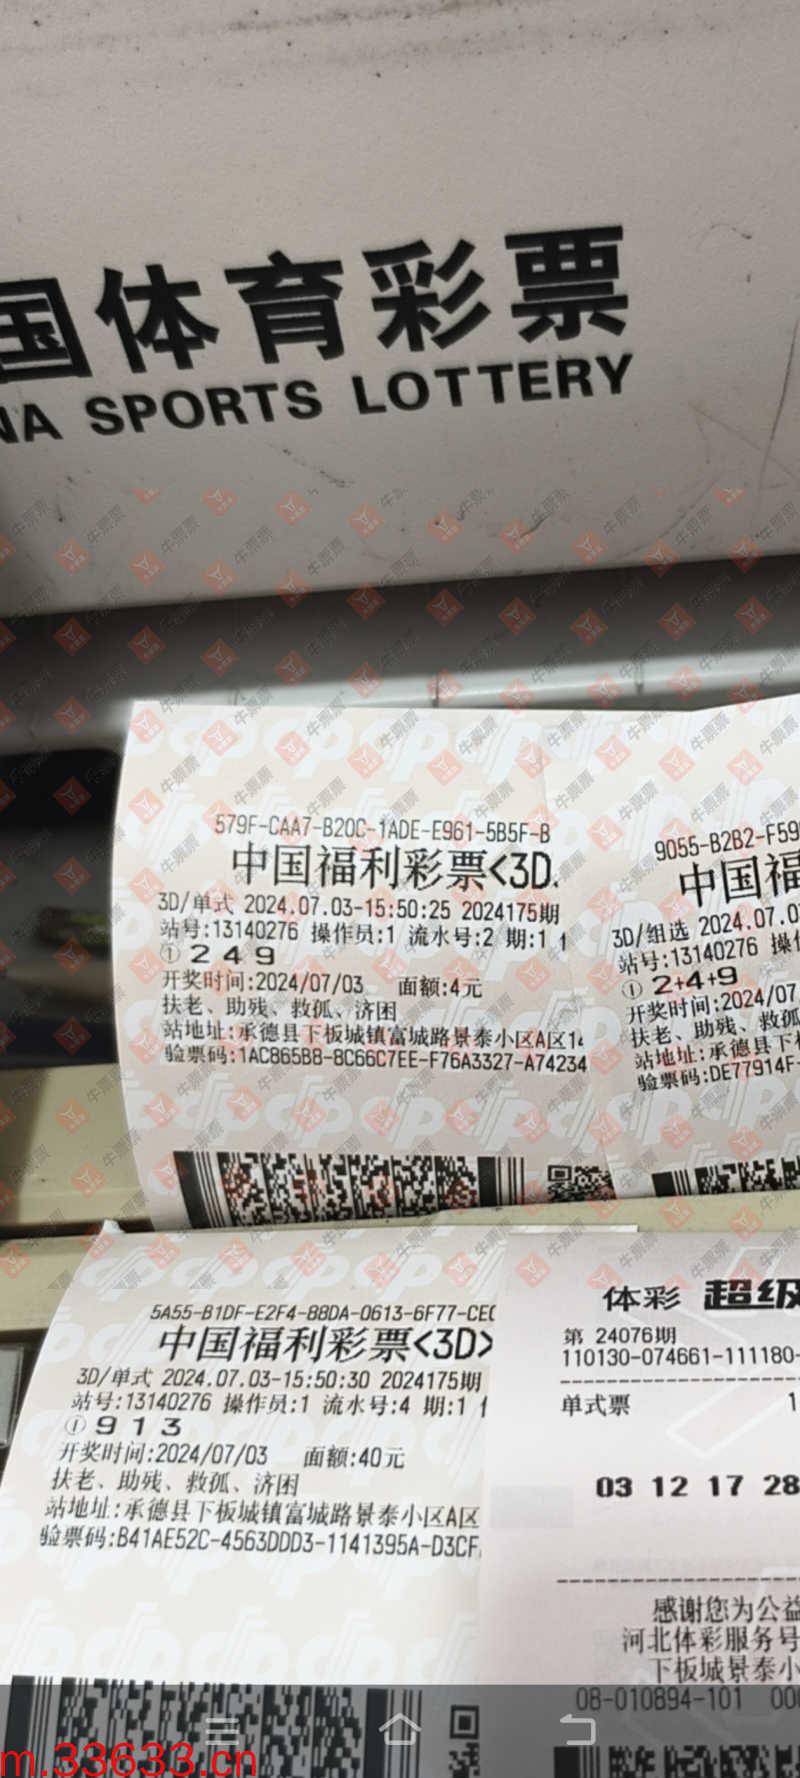 国体育彩票
NA SPORTS LOTTERY
579F-CAA7-B20C-1ADE-E961-5B5F-B
中国福利彩票<3D
3D/单式 2024.07.03-15:50:25 2024175期
站号:13140276 操作员:1 流水号:2 期:1
① 2 4 9
开奖时间:2024/07/03 面额:4元
扶老、助残、救孤、济困
站地址:承德县下板城镇富城路景泰小区A区14
验票码:1AC865B8-8C66C7EE-F76A3327-A74234
9055-B2B2-F59
中国福
3D/组选 2024.07.0
站号:13140276 操
① 2+4+9
开奖时间:2024/07
扶老、助残、救孤
站地址:承德县下
验票码:DE77914F-
5A55-B1DF-E2F4-88DA-0613-6F77-CE
中国福利彩票<3D>
3D/单式 2024.07.03-15:50:30 2024175期
站号:13140276 操作员:1 流水号:4 期:1
① 9 1 3
开奖时间:2024/07/03 面额:40元
扶老、助残、救孤、济困
站地址:承德县下板城镇富城路景泰小区A区
验票码:B41AE52C-4563DDD3-1141395A-D3CF
体彩 超级
第 24076期
110130-074661-111180-
单式票 1
03 12 17 28
感谢您为公益
河北体彩服务号
下板城景泰小
08-010894-101 00
牛票票
m.33633.cn